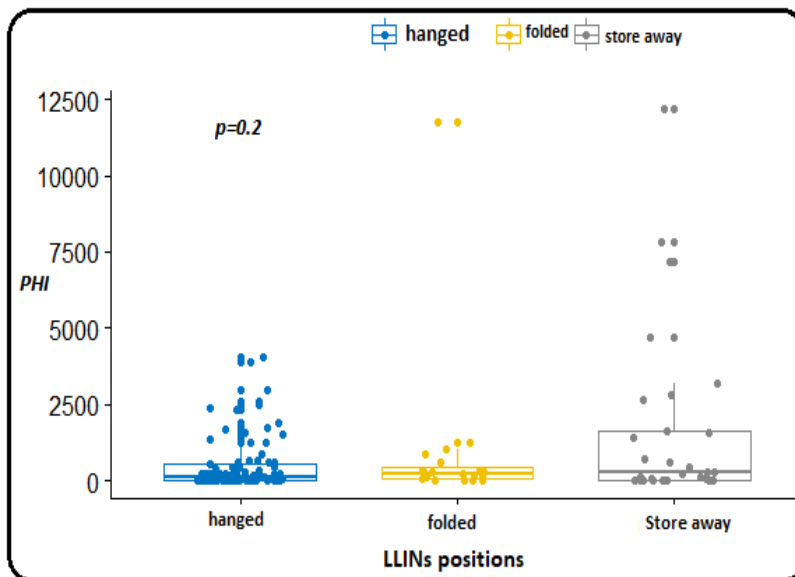 hanged folded store away
12500
p=0.2
10000
7500
PHI
5000
2500
0
hanged folded Store away
LLINs positions